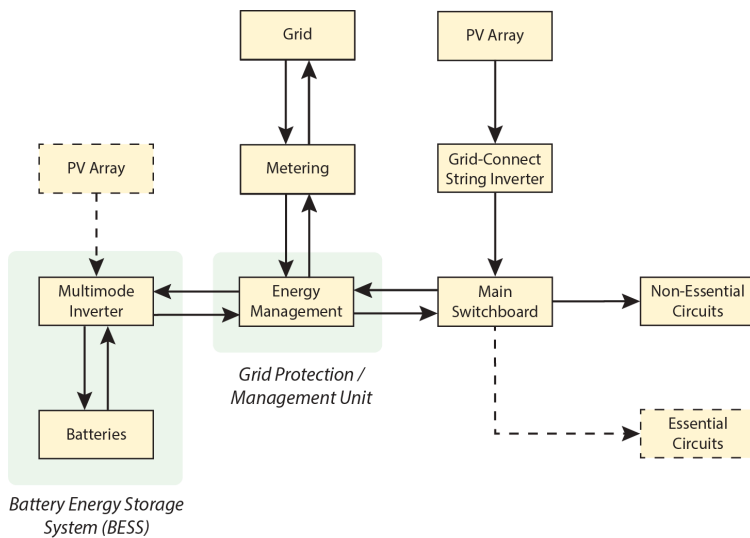 Grid
PV Array
PV Array
Metering
Grid-Connect
String Inverter
Multimode
Inverter
Energy
Management
Main
Switchboard
Non-Essential
Circuits
Grid Protection /
Management Unit
Batteries
Essential
Circuits
Battery Energy Storage
System (BESS)